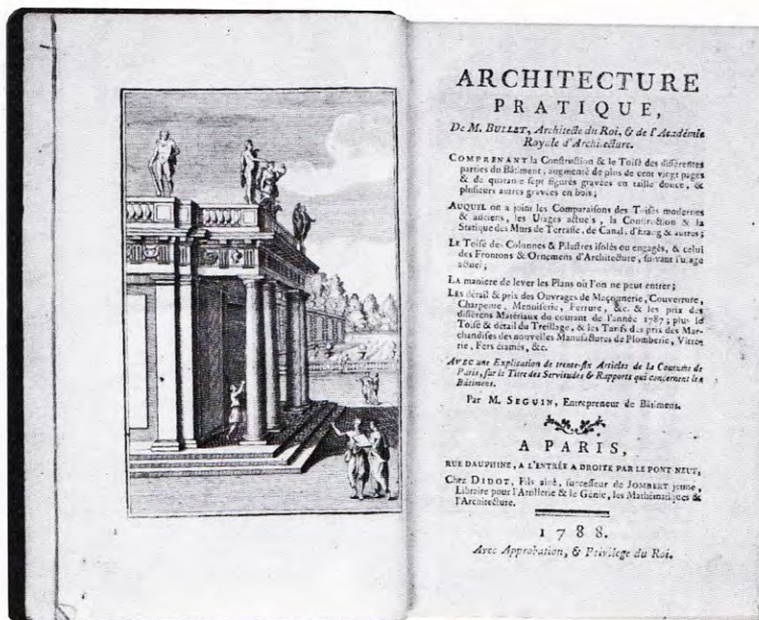 ARCHITECTURE
PRATIQUE,
De M. BULLET, Architecte du Roi, & de l'Académie
Royale d'Architecture.
COMPRENANT la Construction & le Toisé des différentes
parties du Bâtiment, augmenté de plus de cent vingt pages
& de quarante-sept figures gravées en taille douce, &
plusieurs autres gravées en bois;
AUQUEL on a joint les Comparaisons des Toisés modernes
& anciens, les Usages actuels, la Construction & la
Statique des Murs de Terrasse, de Canal, d'Etang & autres;
LE Toisé des Colonnes & Pilastres isolés ou engagés, & celui
des Frontons & Ornemens d'Architecture, suivant l'usage
actuel;
LA maniere de lever les Plans où l'on ne peut entrer;
LES détail & prix des Ouvrages de Maçonnerie, Couverture,
Charpente, Menuiserie, Ferrure, &c. & les prix des
différens Matériaux du courant de l'année 1787; plus le
Toisé & détail du Treillage, & les Tarifs des prix des Mar-
chandises des nouvelles Manufactures de Plomberie, Vitre-
rie, Fers étamés, &c.
AVEC une Explication de trente-six Articles de la Coutume de
Paris, sur le Titre des Servitudes & Rapports qui concernent les
Bâtimens.
Par M. SEGUIN, Entrepreneur de Bâtimens.
A PARIS,
RUE DAUPHINE, A L'ENTRÉE A DROITE PAR LE PONT NEUF,
Chez DIDOT, Fils aîné, successeur de JOMBERT jeune,
Libraire pour l'Artillerie & le Génie, les Mathématiques &
l'Architecture.
1788.
Avec Approbation, & Privilege du Roi.